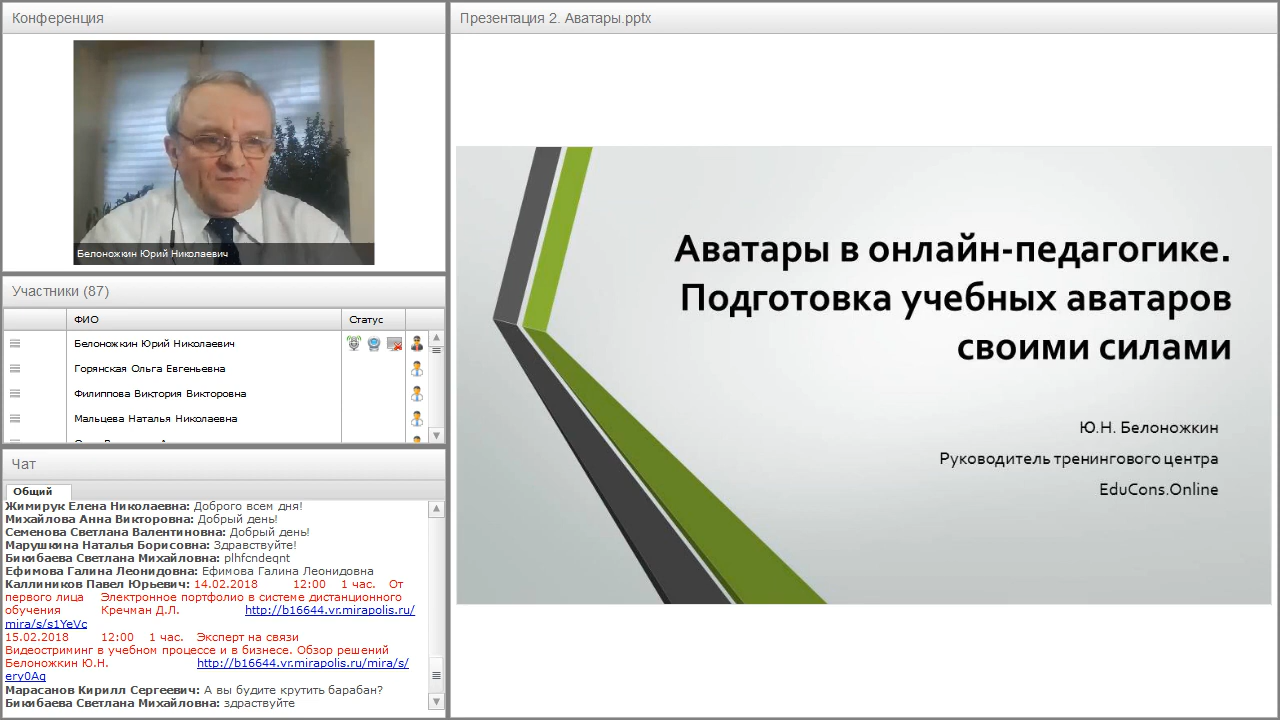 Конференция
Белоножкин Юрий Николаевич
Участники (87)
ФИО Статус
Белоножкин Юрий Николаевич
Горянская Ольга Евгеньевна
Филиппова Виктория Викторовна
Мальцева Наталья Николаевна
Чат
Общий
Жимирук Елена Николаевна: Доброго всем дня!
Михайлова Анна Викторовна: Добрый день!
Семенова Светлана Валентиновна: Добрый день!
Марушкина Наталья Борисовна: Здравствуйте!
Бикибаева Светлана Михайловна: plhfcndeqnt
Ефимова Галина Леонидовна: Ефимова Галина Леонидовна
Каллиников Павел Юрьевич: 14.02.2018 12:00 1 час. От
первого лица Электронное портфолио в системе дистанционного
обучения Кречман Д.Л. http://b16644.vr.mirapolis.ru/
mira/s/s1YeVc
15.02.2018 12:00 1 час. Эксперт на связи
Видеостриминг в учебном процессе и в бизнесе. Обзор решений
Белоножкин Ю.Н. http://b16644.vr.mirapolis.ru/mira/s/
erv0Aq
Марасанов Кирилл Сергеевич: А вы будите крутить барабан?
Бикибаева Светлана Михайловна: здраствуйте
Презентация 2. Аватары.pptx
Аватары в онлайн-педагогике.
Подготовка учебных аватаров
своими силами
Ю.Н. Белоножкин
Руководитель тренингового центра
EduCons.Online